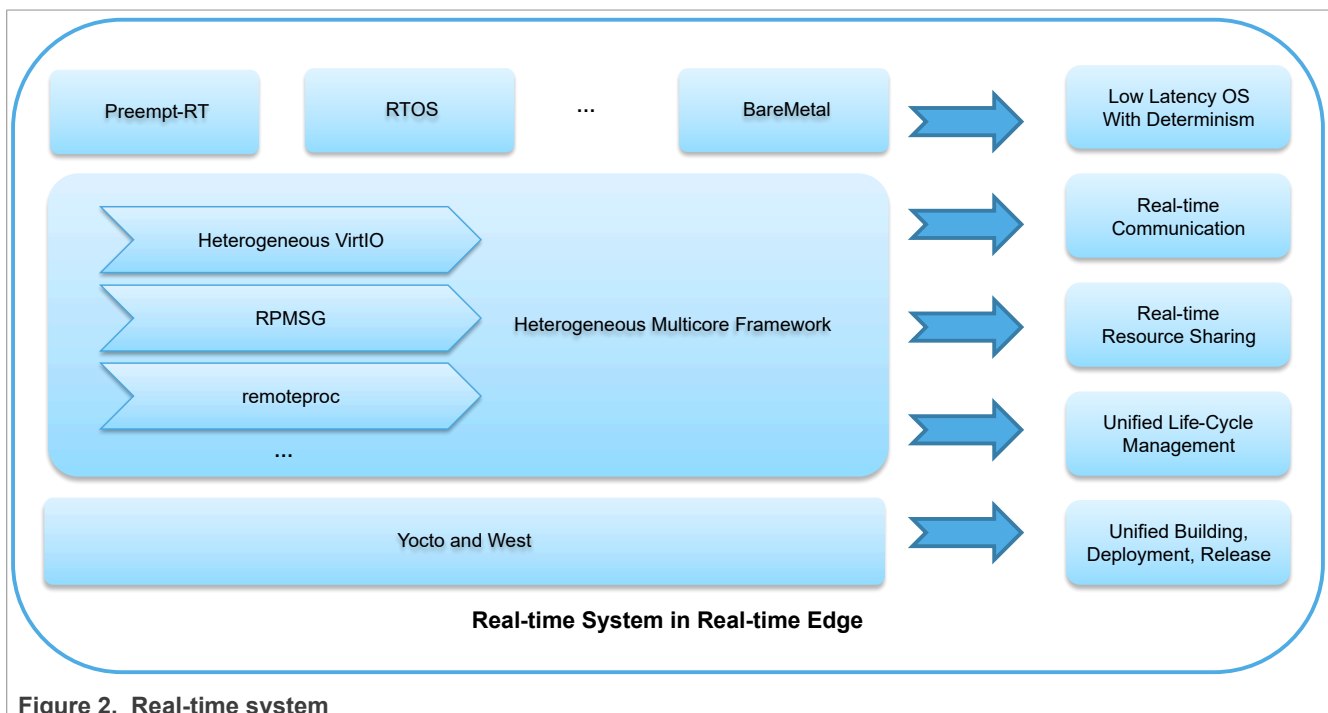 Preempt-RT
RTOS
...
BareMetal
Low Latency OS
With Determinism
Heterogeneous VirtIO
RPMSG
remoteproc
...
Heterogeneous Multicore Framework
Real-time
Communication
Real-time
Resource Sharing
Unified Life-Cycle
Management
Yocto and West
Unified Building,
Deployment, Release
Real-time System in Real-time Edge
Figure 2. Real-time system